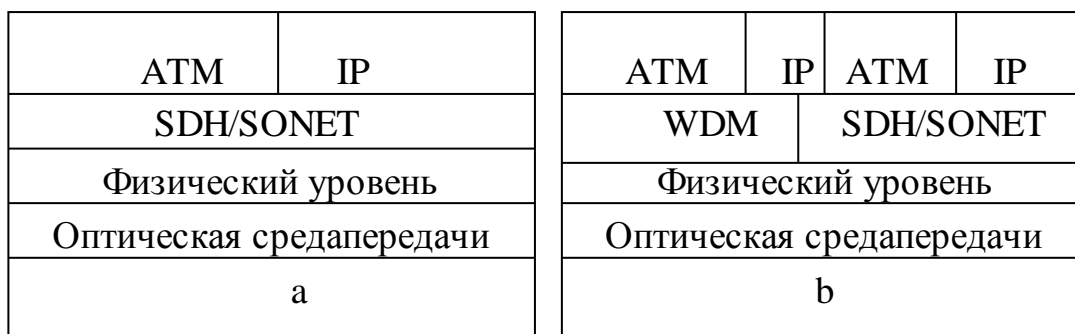 ATM IP
SDH/SONET
Физический уровень
Оптическая средапередачи
a
ATM IP ATM IP
WDM SDH/SONET
Физический уровень
Оптическая средапередачи
b